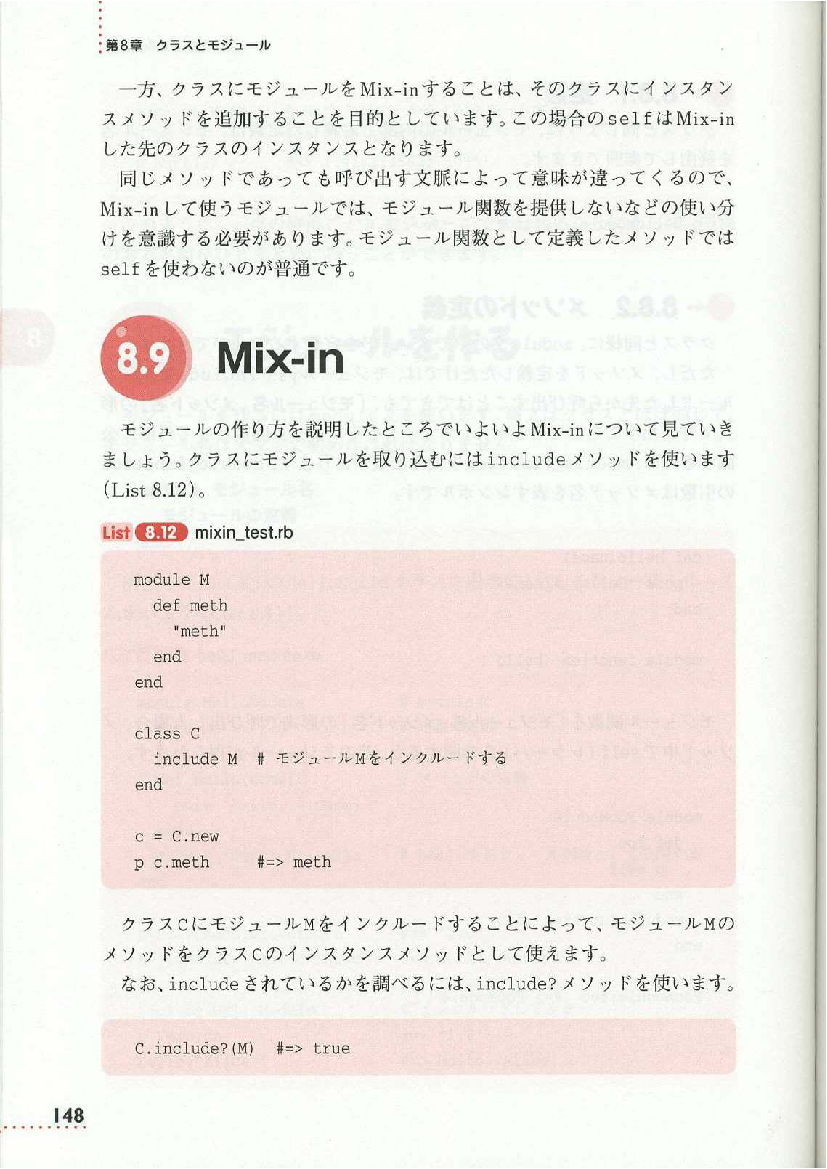 第8章 クラスとモジュール
一方、クラスにモジュールをMix-inすることは、そのクラスにインスタン
スメソッドを追加することを目的としています。この場合のselfはMix-in
した先のクラスのインスタンスとなります。
同じメソッドであっても呼び出す文脈によって意味が違ってくるので、
Mix-inして使うモジュールでは、モジュール関数を提供しないなどの使い分
けを意識する必要があります。モジュール関数として定義したメソッドでは
selfを使わないのが普通です。
8.9 Mix-in
モジュールの作り方を説明したところでいよいよMix-inについて見ていき
ましょう。クラスにモジュールを取り込むにはincludeメソッドを使います
(List 8.12)。
List 8.12 mixin_test.rb
module M
  def meth
    "meth"
  end
end
class C
  include M  # モジュールMをインクルードする
end
c = C.new
p c.meth     #=> meth
クラスCにモジュールMをインクルードすることによって、モジュールMの
メソッドをクラスCのインスタンスメソッドとして使えます。
なお、includeされているかを調べるには、include?メソッドを使います。
C.include?(M)  #=> true
148